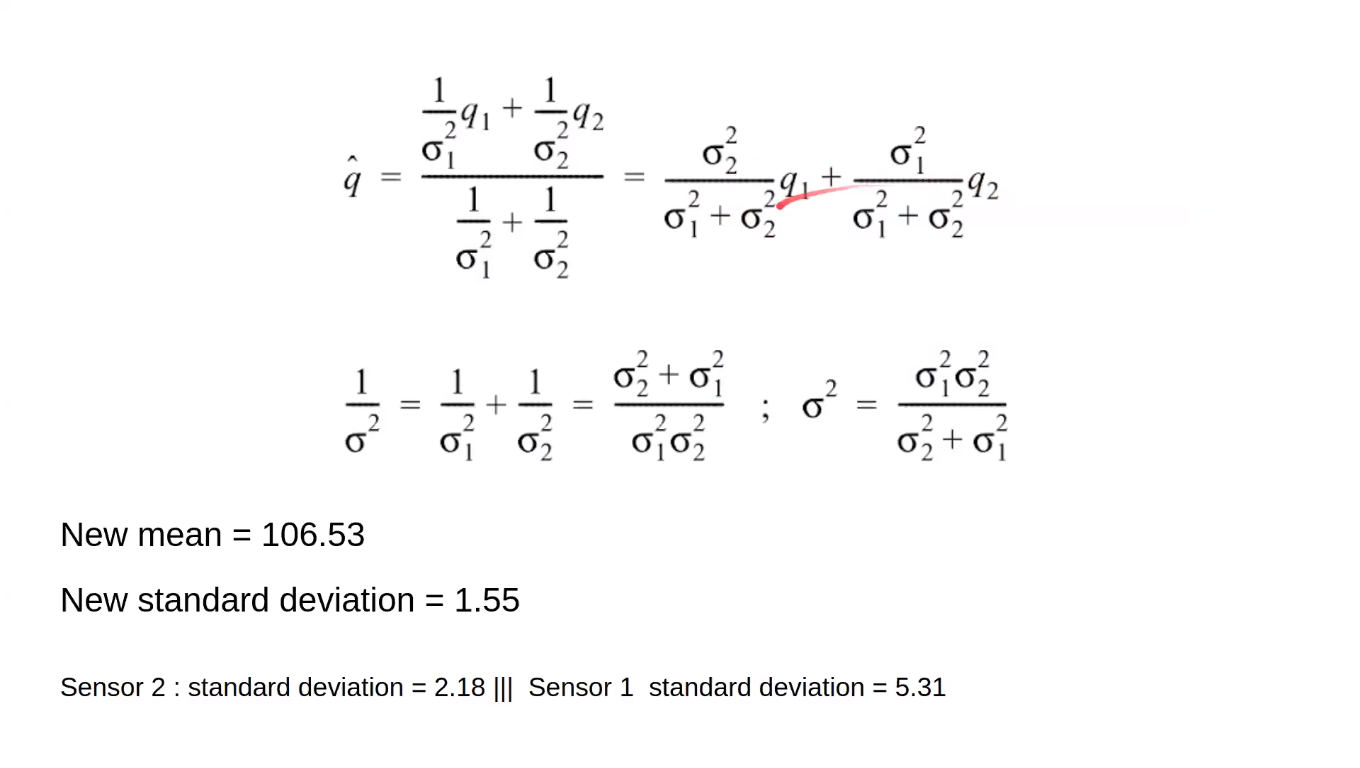 q̂ = (1/σ₁² q₁ + 1/σ₂² q₂) / (1/σ₁² + 1/σ₂²) = σ₂²/(σ₁² + σ₂²) q₁ + σ₁²/(σ₁² + σ₂²) q₂
1/σ² = 1/σ₁² + 1/σ₂² = (σ₂² + σ₁²)/(σ₁²σ₂²) ; σ² = (σ₁²σ₂²)/(σ₂² + σ₁²)
New mean = 106.53
New standard deviation = 1.55
Sensor 2 : standard deviation = 2.18 ||| Sensor 1 standard deviation = 5.31